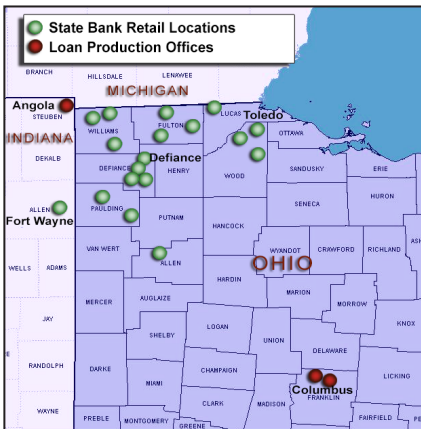 State Bank Retail Locations
Loan Production Offices
BRANCH
HILLSDALE
LENAWEE
MICHIGAN
Angola
STEUBEN
WILLIAMS
FULTON
LUCAS
Toledo
OTTAWA
INDIANA
DEKALB
DEFIANCE
Defiance
HENRY
WOOD
SANDUSKY
ERIE
HURON
SENECA
ALLEN
Fort Wayne
PAULDING
PUTNAM
HANCOCK
VAN WERT
ALLEN
WYANDOT
CRAWFORD
RICHLAND
ASH
OHIO
WELLS
ADAMS
HARDIN
MARION
MERCER
AUGLAIZE
MORROW
KNOX
JAY
LOGAN
SHELBY
UNION
DELAWARE
E
RANDOLPH
DARKE
CHAMPAIGN
LICKING
MIAMI
Columbus
FRANKLIN
CLARK
MADISON
WAYNE
PREBLE
MONTGOMERY
GREENE
FAIRFIELD
PE